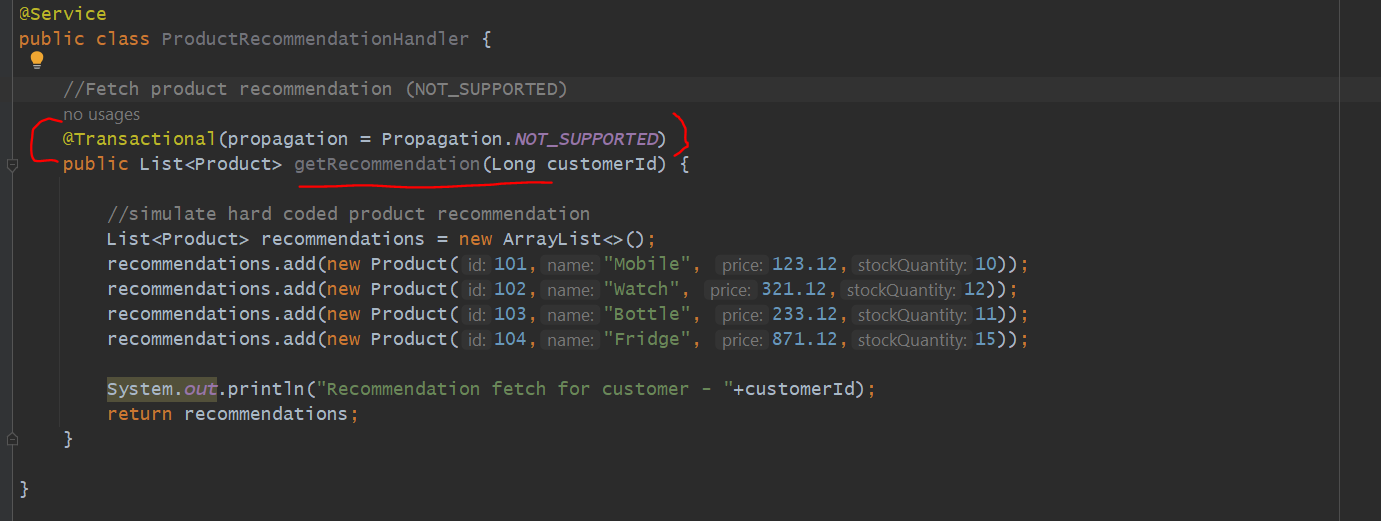 @Service
public class ProductRecommendationHandler {
//Fetch product recommendation (NOT_SUPPORTED)
no usages
@Transactional(propagation = Propagation.NOT_SUPPORTED)
public List<Product> getRecommendation(Long customerId) {
//simulate hard coded product recommendation
List<Product> recommendations = new ArrayList<>();
recommendations.add(new Product( id: 101, name: "Mobile", price: 123.12, stockQuantity: 10));
recommendations.add(new Product( id: 102, name: "Watch", price: 321.12, stockQuantity: 12));
recommendations.add(new Product( id: 103, name: "Bottle", price: 233.12, stockQuantity: 11));
recommendations.add(new Product( id: 104, name: "Fridge", price: 871.12, stockQuantity: 15));
System.out.println("Recommendation fetch for customer - "+customerId);
return recommendations;
}
}